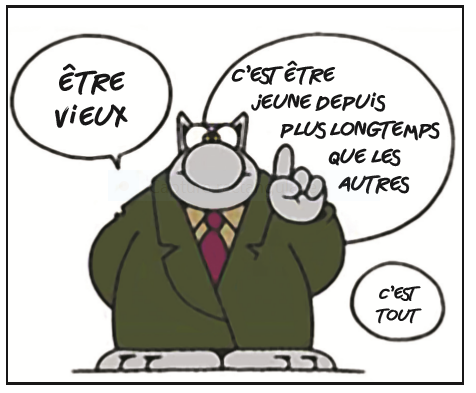 ÊTRE
VIEUX
C'EST ÊTRE
JEUNE DEPUIS
PLUS LONGTEMPS
QUE LES
AUTRES
C'EST
TOUT